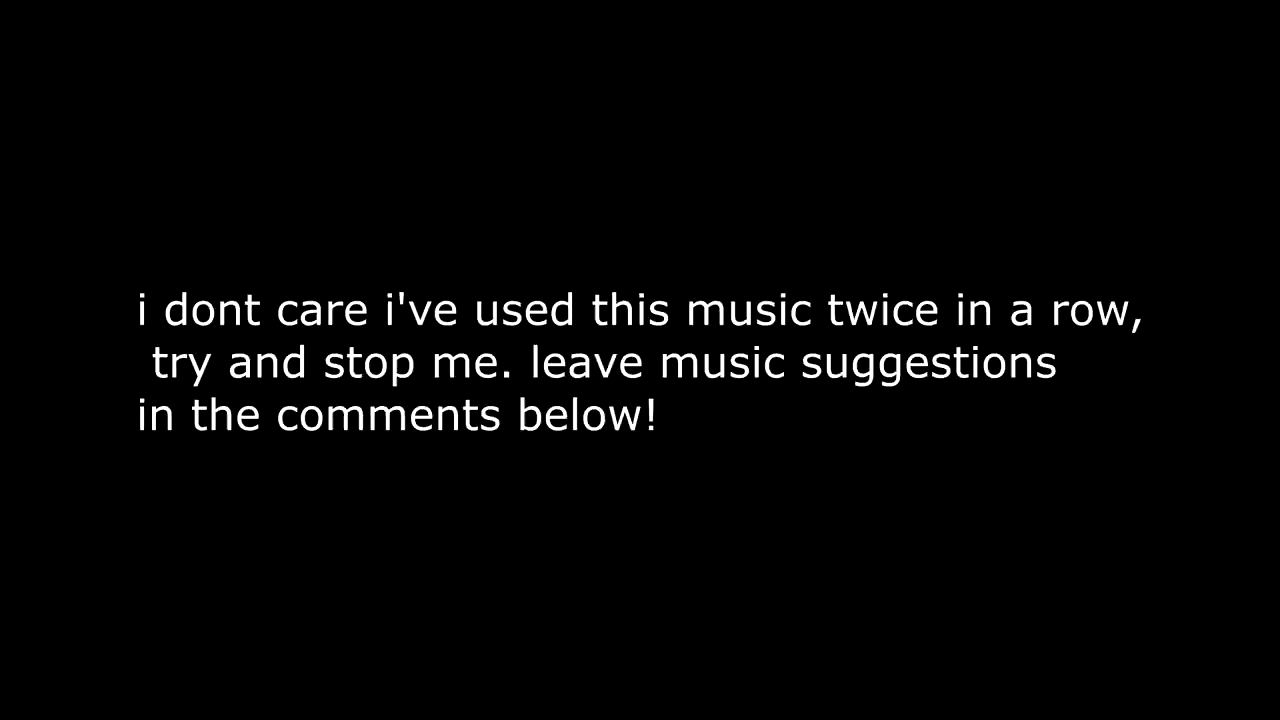 i dont care i've used this music twice in a row,
try and stop me. leave music suggestions
in the comments below!